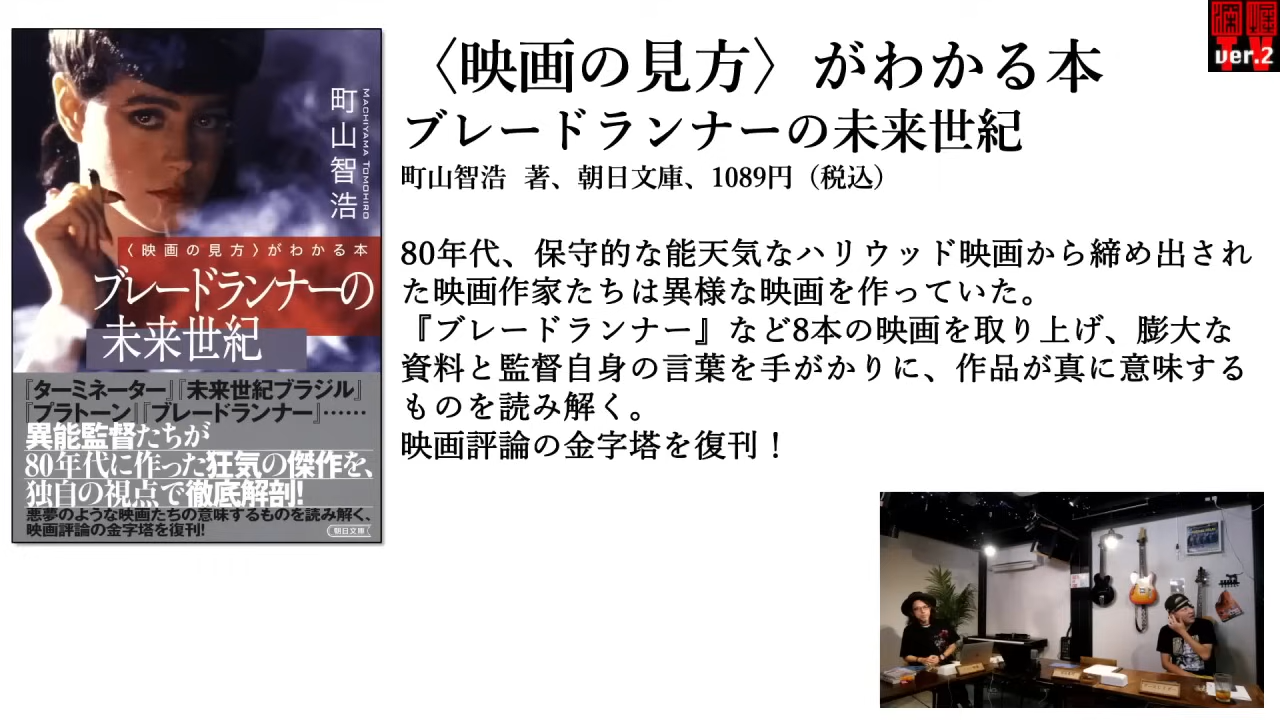 深掘TV
ver.2
〈映画の見方〉がわかる本
ブレードランナーの未来世紀
町山智浩 著、朝日文庫、1089円（税込）
80年代、保守的な能天気なハリウッド映画から締め出され
た映画作家たちは異様な映画を作っていた。
『ブレードランナー』など8本の映画を取り上げ、膨大な
資料と監督自身の言葉を手がかりに、作品が真に意味する
ものを読み解く。
映画評論の金字塔を復刊！
町山智浩
MACHIYAMA TOMOHIRO
〈映画の見方〉がわかる本
ブレードランナーの
未来世紀
『ターミネーター』『未来世紀ブラジル』
『プラトーン』『ブレードランナー』……
異能監督たちが
80年代に作った狂気の傑作を、
独自の視点で徹底解剖!
悪夢のような映画たちの意味するものを読み解く、
映画評論の金字塔を復刊!
朝日文庫